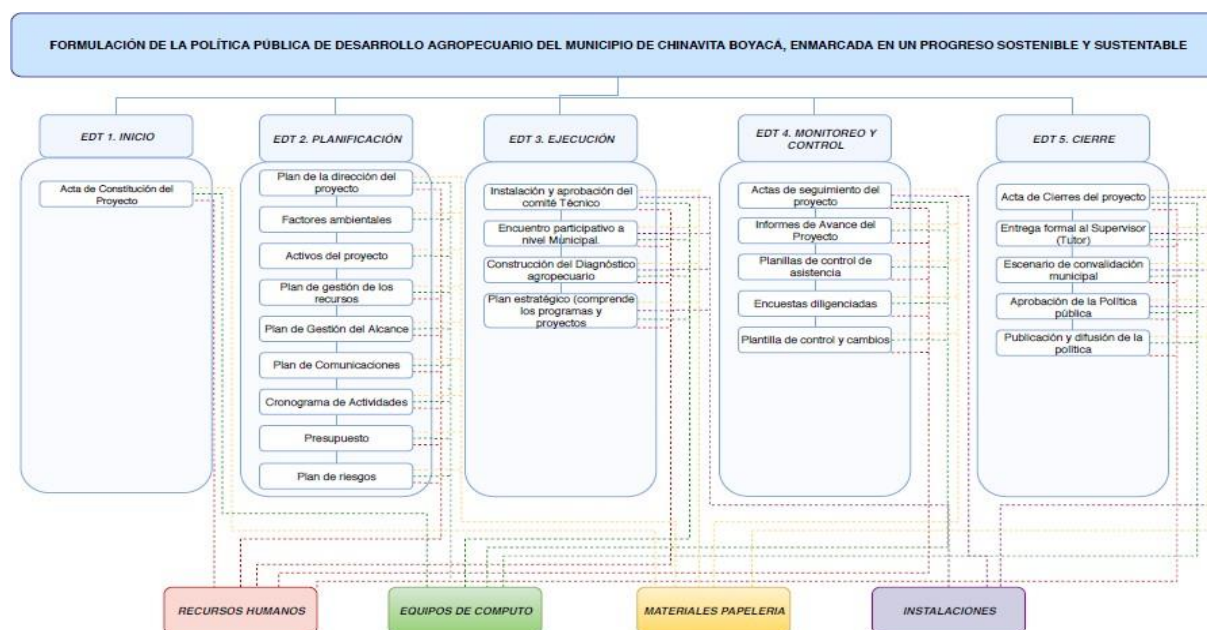 FORMULACIÓN DE LA POLÍTICA PÚBLICA DE DESARROLLO AGROPECUARIO DEL MUNICIPIO DE CHINAVITA BOYACÁ, ENMARCADA EN UN PROGRESO SOSTENIBLE Y SUSTENTABLE
EDT 1. INICIO
Acta de Constitución del
Proyecto
EDT 2. PLANIFICACIÓN
Plan de la dirección del
proyecto
Factores ambientales
Activos del proyecto
Plan de gestión de los
recursos
Plan de Gestión del Alcance
Plan de Comunicaciones
Cronograma de Actividades
Presupuesto
Plan de riesgos
EDT 3. EJECUCIÓN
Instalación y aprobación del
comité Técnico
Encuentro participativo a
nivel Municipal.
Construcción del Diagnóstico
agropecuario
Plan estratégico (comprende
los programas y
proyectos
EDT 4. MONITOREO Y
CONTROL
Actas de seguimiento del
proyecto
Informes de Avance del
Proyecto
Planillas de control de
asistencia
Encuestas diligenciadas
Plantilla de control y cambios
EDT 5. CIERRE
Acta de Cierres del proyecto
Entrega formal al Supervisor
(Tutor)
Escenario de convalidación
municipal
Aprobación de la Política
pública
Publicación y difusión de la
política
RECURSOS HUMANOS
EQUIPOS DE COMPUTO
MATERIALES PAPELERIA
INSTALACIONES